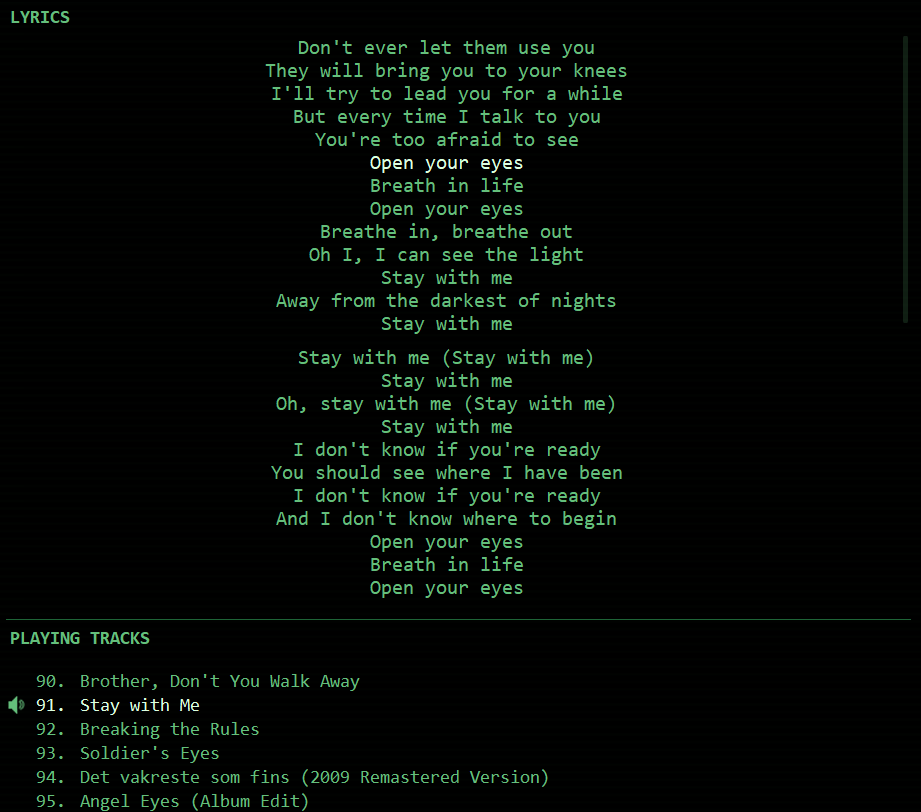 LYRICS
Don't ever let them use you
They will bring you to your knees
I'll try to lead you for a while
But every time I talk to you
You're too afraid to see
Open your eyes
Breath in life
Open your eyes
Breathe in, breathe out
Oh I, I can see the light
Stay with me
Away from the darkest of nights
Stay with me
Stay with me (Stay with me)
Stay with me
Oh, stay with me (Stay with me)
Stay with me
I don't know if you're ready
You should see where I have been
I don't know if you're ready
And I don't know where to begin
Open your eyes
Breath in life
Open your eyes
PLAYING TRACKS
90. Brother, Don't You Walk Away
91. Stay with Me
92. Breaking the Rules
93. Soldier's Eyes
94. Det vakreste som fins (2009 Remastered Version)
95. Angel Eyes (Album Edit)